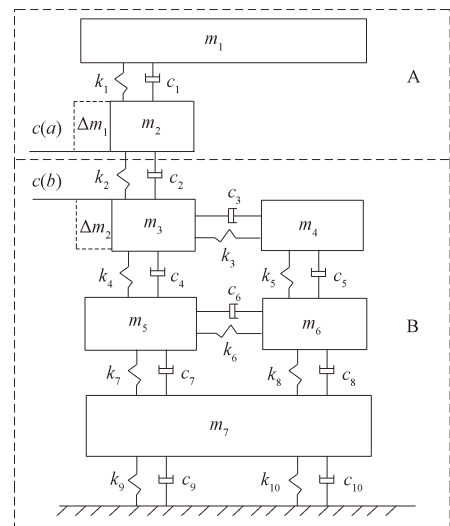 m₁
k₁ c₁ A
c(a) Δm₁ m₂
c(b) k₂ c₂
c₃
Δm₂ m₃ m₄
k₃
k₄ c₄ k₅ c₅
c₆
m₅ m₆ B
k₆
k₇ c₇ k₈ c₈
m₇
k₉ c₉ k₁₀ c₁₀